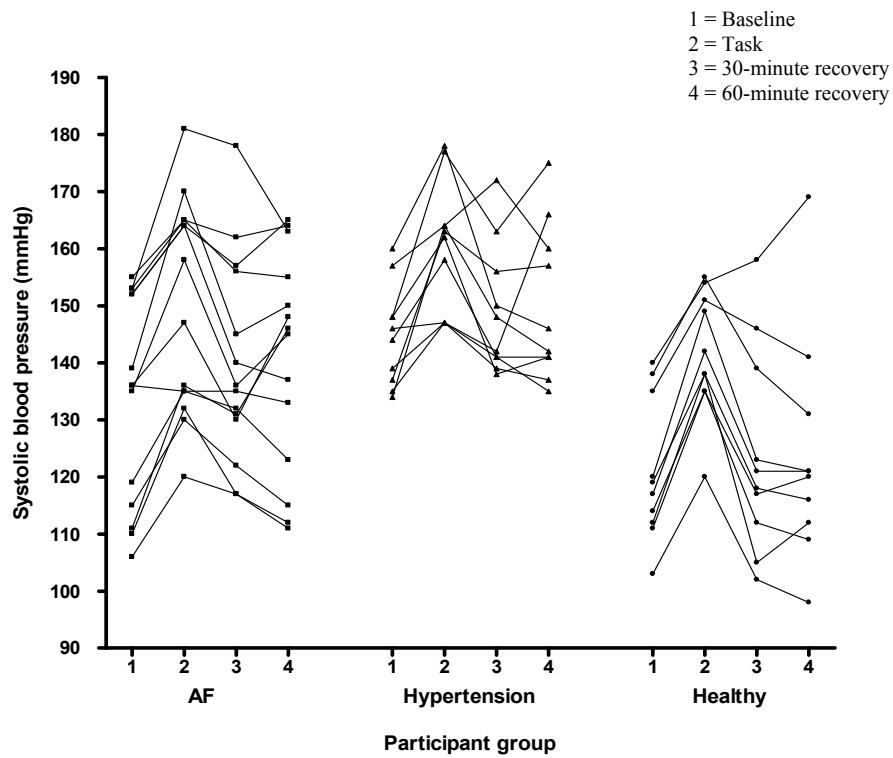 1 = Baseline
2 = Task
3 = 30-minute recovery
4 = 60-minute recovery
190
180
170
160
150
140
130
120
110
100
90
Systolic blood pressure (mmHg)
1 2 3 4 1 2 3 4 1 2 3 4
AF Hypertension Healthy
Participant group